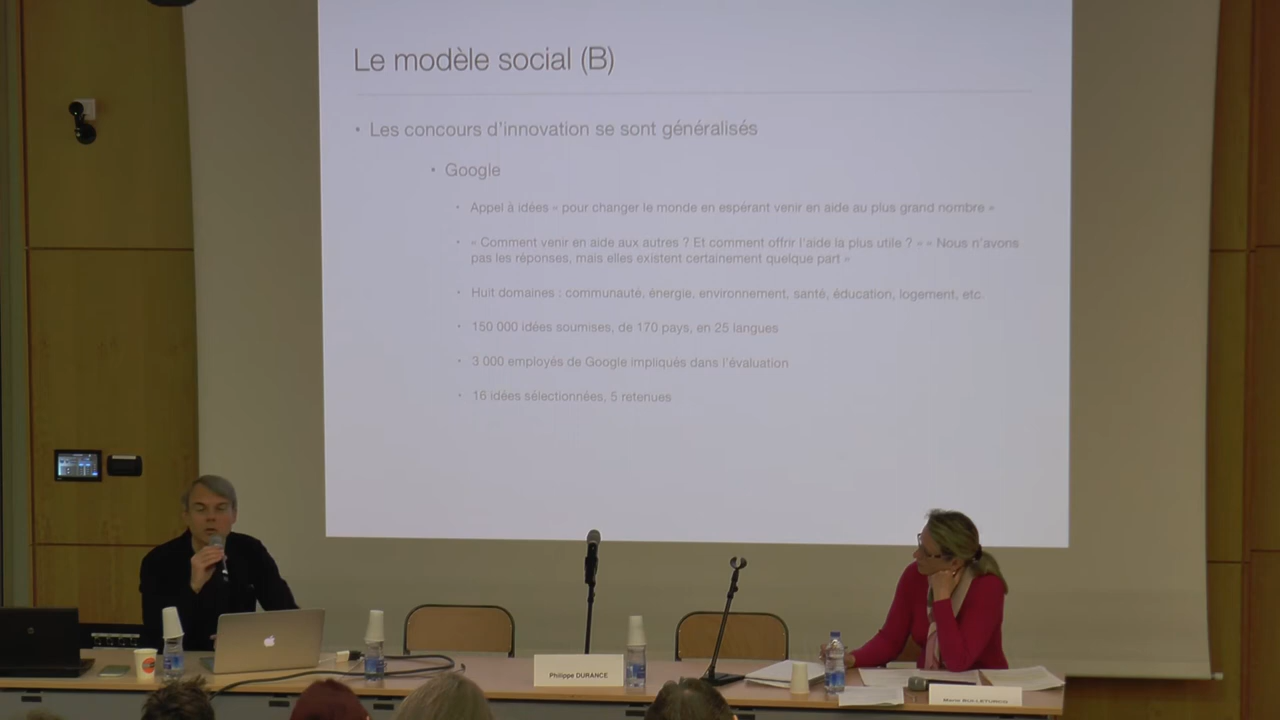 Le modèle social (B)
• Les concours d'innovation se sont généralisés
• Google
• Appel à idées « pour changer le monde en espérant venir en aide au plus grand nombre »
• « Comment venir en aide aux autres ? Et comment offrir l'aide la plus utile ? » « Nous n'avons
pas les réponses, mais elles existent certainement quelque part »
• Huit domaines : communauté, énergie, environnement, santé, éducation, logement, etc.
• 150 000 idées soumises, de 170 pays, en 25 langues
• 3 000 employés de Google impliqués dans l'évaluation
• 16 idées sélectionnées, 5 retenues
Philippe DURANCE
Marie